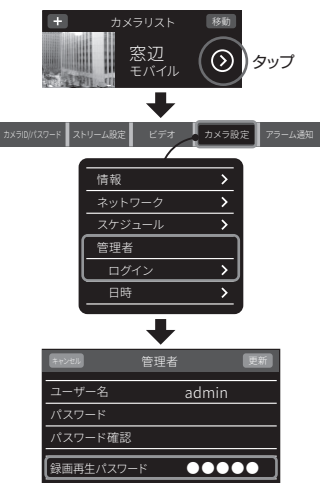 + カメラリスト 移動
窓辺
モバイル
タップ
カメラID/パスワード ストリーム設定 ビデオ カメラ設定 アラーム通知
情報
ネットワーク
スケジュール
管理者
ログイン
日時
キャンセル 管理者 更新
ユーザー名 admin
パスワード
パスワード確認
録画再生パスワード ●●●●●